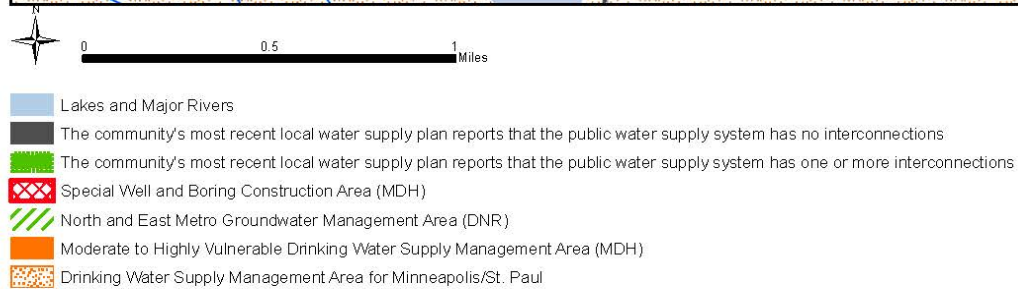 N
0 0.5 1
Miles
Lakes and Major Rivers
The community's most recent local water supply plan reports that the public water supply system has no interconnections
The community's most recent local water supply plan reports that the public water supply system has one or more interconnections
Special Well and Boring Construction Area (MDH)
North and East Metro Groundwater Management Area (DNR)
Moderate to Highly Vulnerable Drinking Water Supply Management Area (MDH)
Drinking Water Supply Management Area for Minneapolis/St. Paul